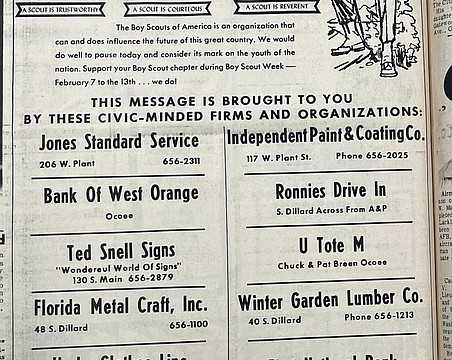 A SCOUT IS TRUSTWORTHY
A SCOUT IS COURTEOUS
A SCOUT IS REVERENT
The Boy Scouts of America is an organization that
can and does influence the future of this great country. We would
do well to pause today and consider its mark on the youth of the
nation. Support your Boy Scout chapter during Boy Scout Week —
February 7 to the 13th . . . we do!
THIS MESSAGE IS BROUGHT TO YOU
BY THESE CIVIC-MINDED FIRMS AND ORGANIZATIONS:
Jones Standard Service
206 W. Plant 656-2311
Bank Of West Orange
Ocoee
Ted Snell Signs
"Wondereul World Of Signs"
130 S. Main 656-2879
Florida Metal Craft, Inc.
48 S. Dillard 656-1100
Independent Paint & Coating Co.
117 W. Plant St. Phone 656-2025
Ronnies Drive In
S. Dillard Across From A&P
U Tote M
Chuck & Pat Breen Ocoee
Winter Garden Lumber Co.
40 S. Dillard Phone 656-1213
National Bank